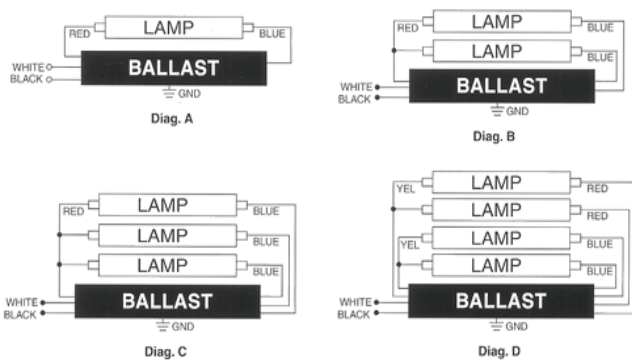 LAMP
RED
BLUE
WHITE
BLACK
BALLAST
GND
Diag. A
LAMP
RED
BLUE
LAMP
BLUE
WHITE
BLACK
BALLAST
GND
Diag. B
LAMP
RED
BLUE
LAMP
BLUE
LAMP
BLUE
WHITE
BLACK
BALLAST
GND
Diag. C
YEL
LAMP
RED
LAMP
RED
YEL
LAMP
BLUE
LAMP
BLUE
WHITE
BLACK
BALLAST
GND
Diag. D